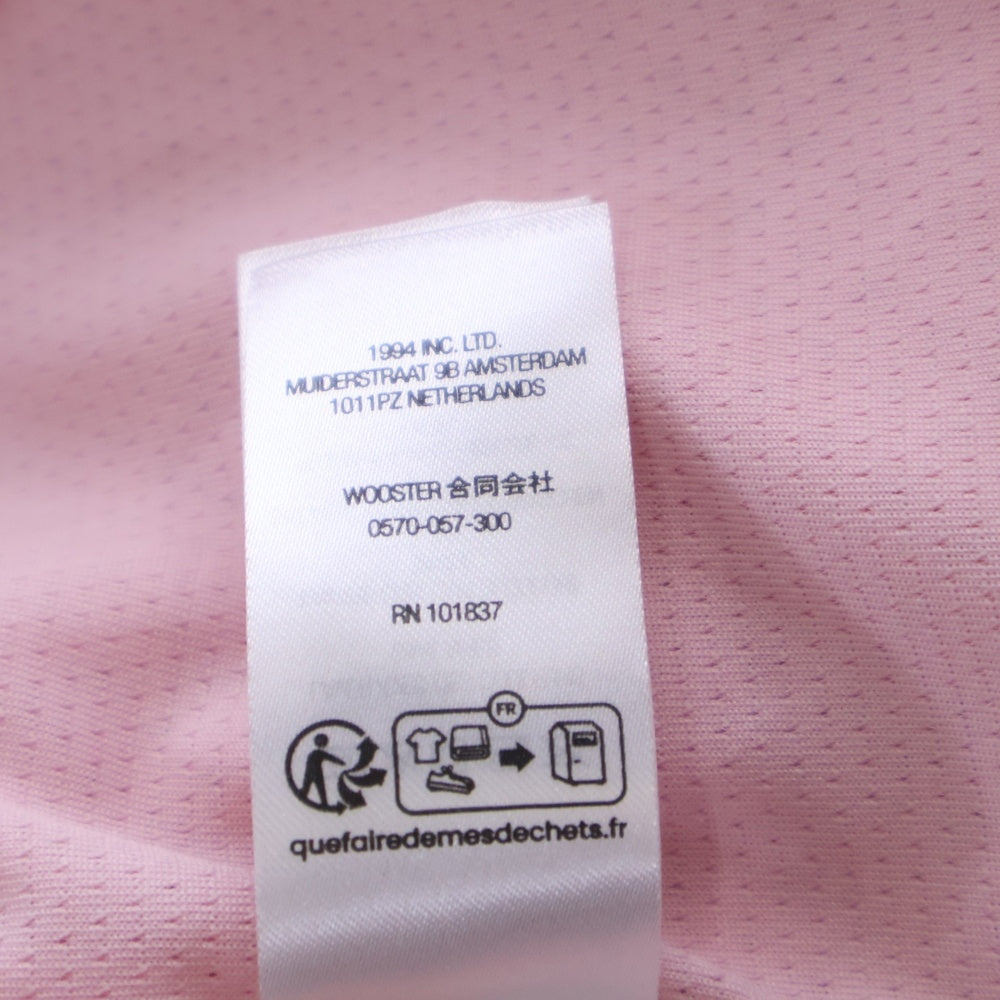 1994 INC. LTD.
MUIDERSTRAAT 9B AMSTERDAM
1011PZ NETHERLANDS
WOOSTER 合同会社
0570-057-300
RN 101837
FR
quefairedemesdechets.fr